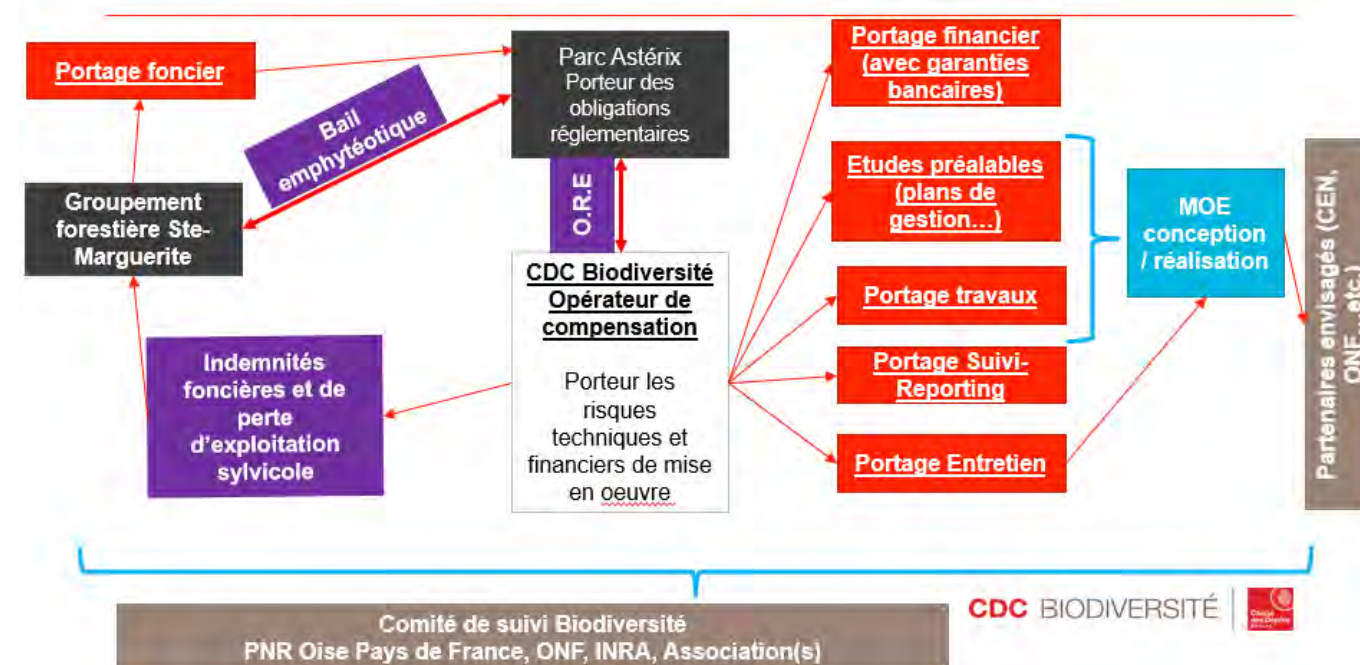 Portage foncier
Bail
emphytéotique
Parc Astérix
Porteur des
obligations
réglementaires
Groupement
forestière Ste-
Marguerite
O.R.E
CDC Biodiversité
Opérateur de
compensation
Porteur les
risques
techniques et
financiers de mise
en oeuvre
Indemnités
foncières et de
perte
d'exploitation
sylvicole
Portage financier
(avec garanties
bancaires)
Etudes préalables
(plans de
gestion…)
Portage travaux
Portage Suivi-
Reporting
Portage Entretien
MOE
conception
/ réalisation
Partenaires envisagés (CEN,
ONF, etc.)
Comité de suivi Biodiversité
PNR Oise Pays de France, ONF, INRA, Association(s)
CDC BIODIVERSITÉ